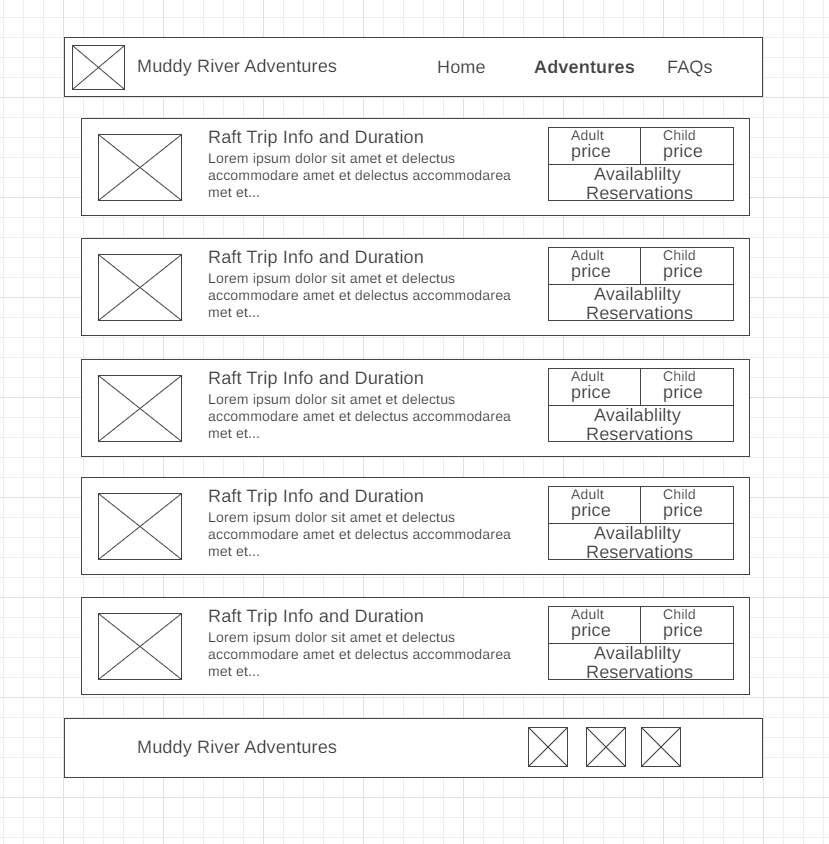 Muddy River Adventures
Home
Adventures
FAQs
Raft Trip Info and Duration
Lorem ipsum dolor sit amet et delectus
accommodare amet et delectus accommodarea
met et...
Adult
price
Child
price
Availablilty
Reservations
Raft Trip Info and Duration
Lorem ipsum dolor sit amet et delectus
accommodare amet et delectus accommodarea
met et...
Adult
price
Child
price
Availablilty
Reservations
Raft Trip Info and Duration
Lorem ipsum dolor sit amet et delectus
accommodare amet et delectus accommodarea
met et...
Adult
price
Child
price
Availablilty
Reservations
Raft Trip Info and Duration
Lorem ipsum dolor sit amet et delectus
accommodare amet et delectus accommodarea
met et...
Adult
price
Child
price
Availablilty
Reservations
Raft Trip Info and Duration
Lorem ipsum dolor sit amet et delectus
accommodare amet et delectus accommodarea
met et...
Adult
price
Child
price
Availablilty
Reservations
Muddy River Adventures